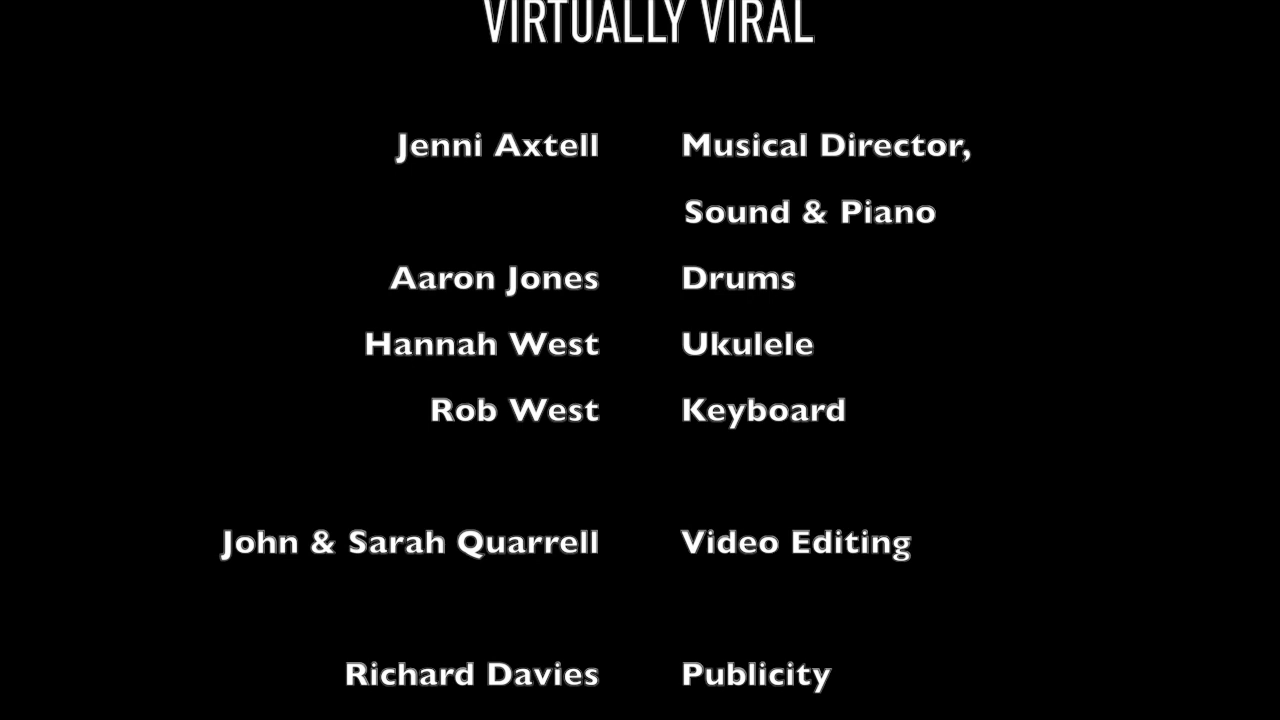 VIRTUALLY VIRAL
Jenni Axtell Musical Director,
Sound & Piano
Aaron Jones Drums
Hannah West Ukulele
Rob West Keyboard
John & Sarah Quarrell Video Editing
Richard Davies Publicity